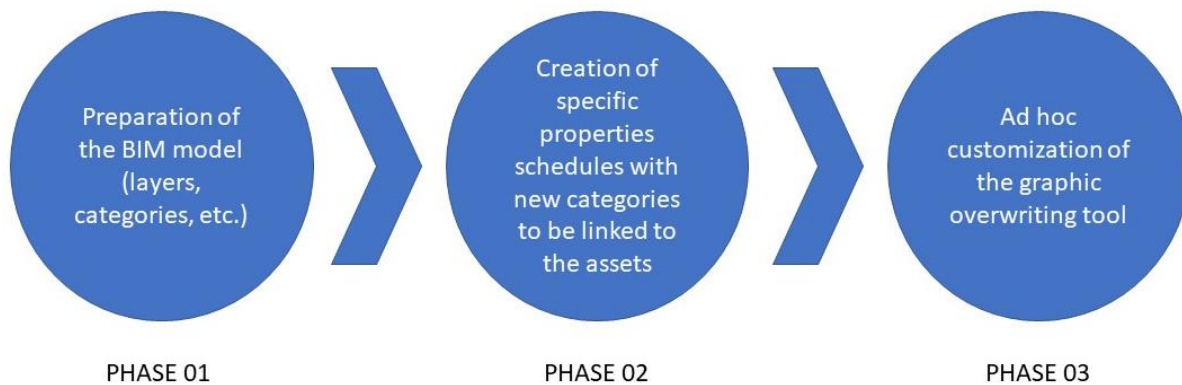 Preparation of
the BIM model
(layers,
categories, etc.)
Creation of
specific
properties
schedules with
new categories
to be linked to
the assets
Ad hoc
customization of
the graphic
overwriting tool
PHASE 01
PHASE 02
PHASE 03